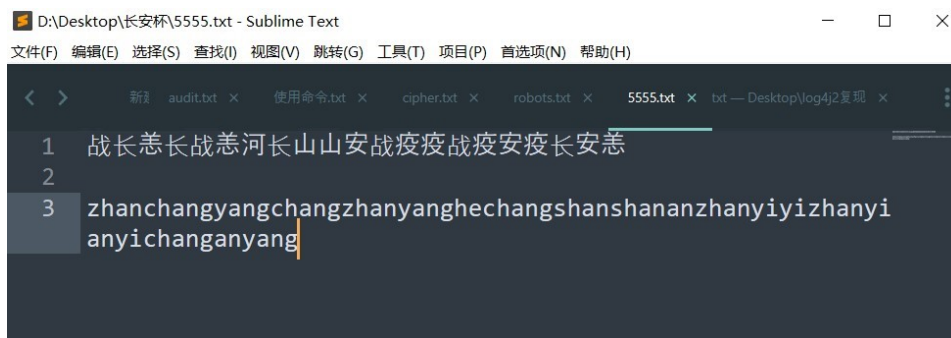 D:\Desktop\长安杯\5555.txt - Sublime Text
文件(F) 编辑(E) 选择(S) 查找(I) 视图(V) 跳转(G) 工具(T) 项目(P) 首选项(N) 帮助(H)
audit.txt 使用命令.txt cipher.txt robots.txt 5555.txt txt — Desktop\log4j2复现
1 战长恙长战恙河长山山安战疫疫战疫安疫长安恙
2
3 zhanchangyangchangzhanyanghechangshanshananzhanyiyizhanyi
anyichanganyang